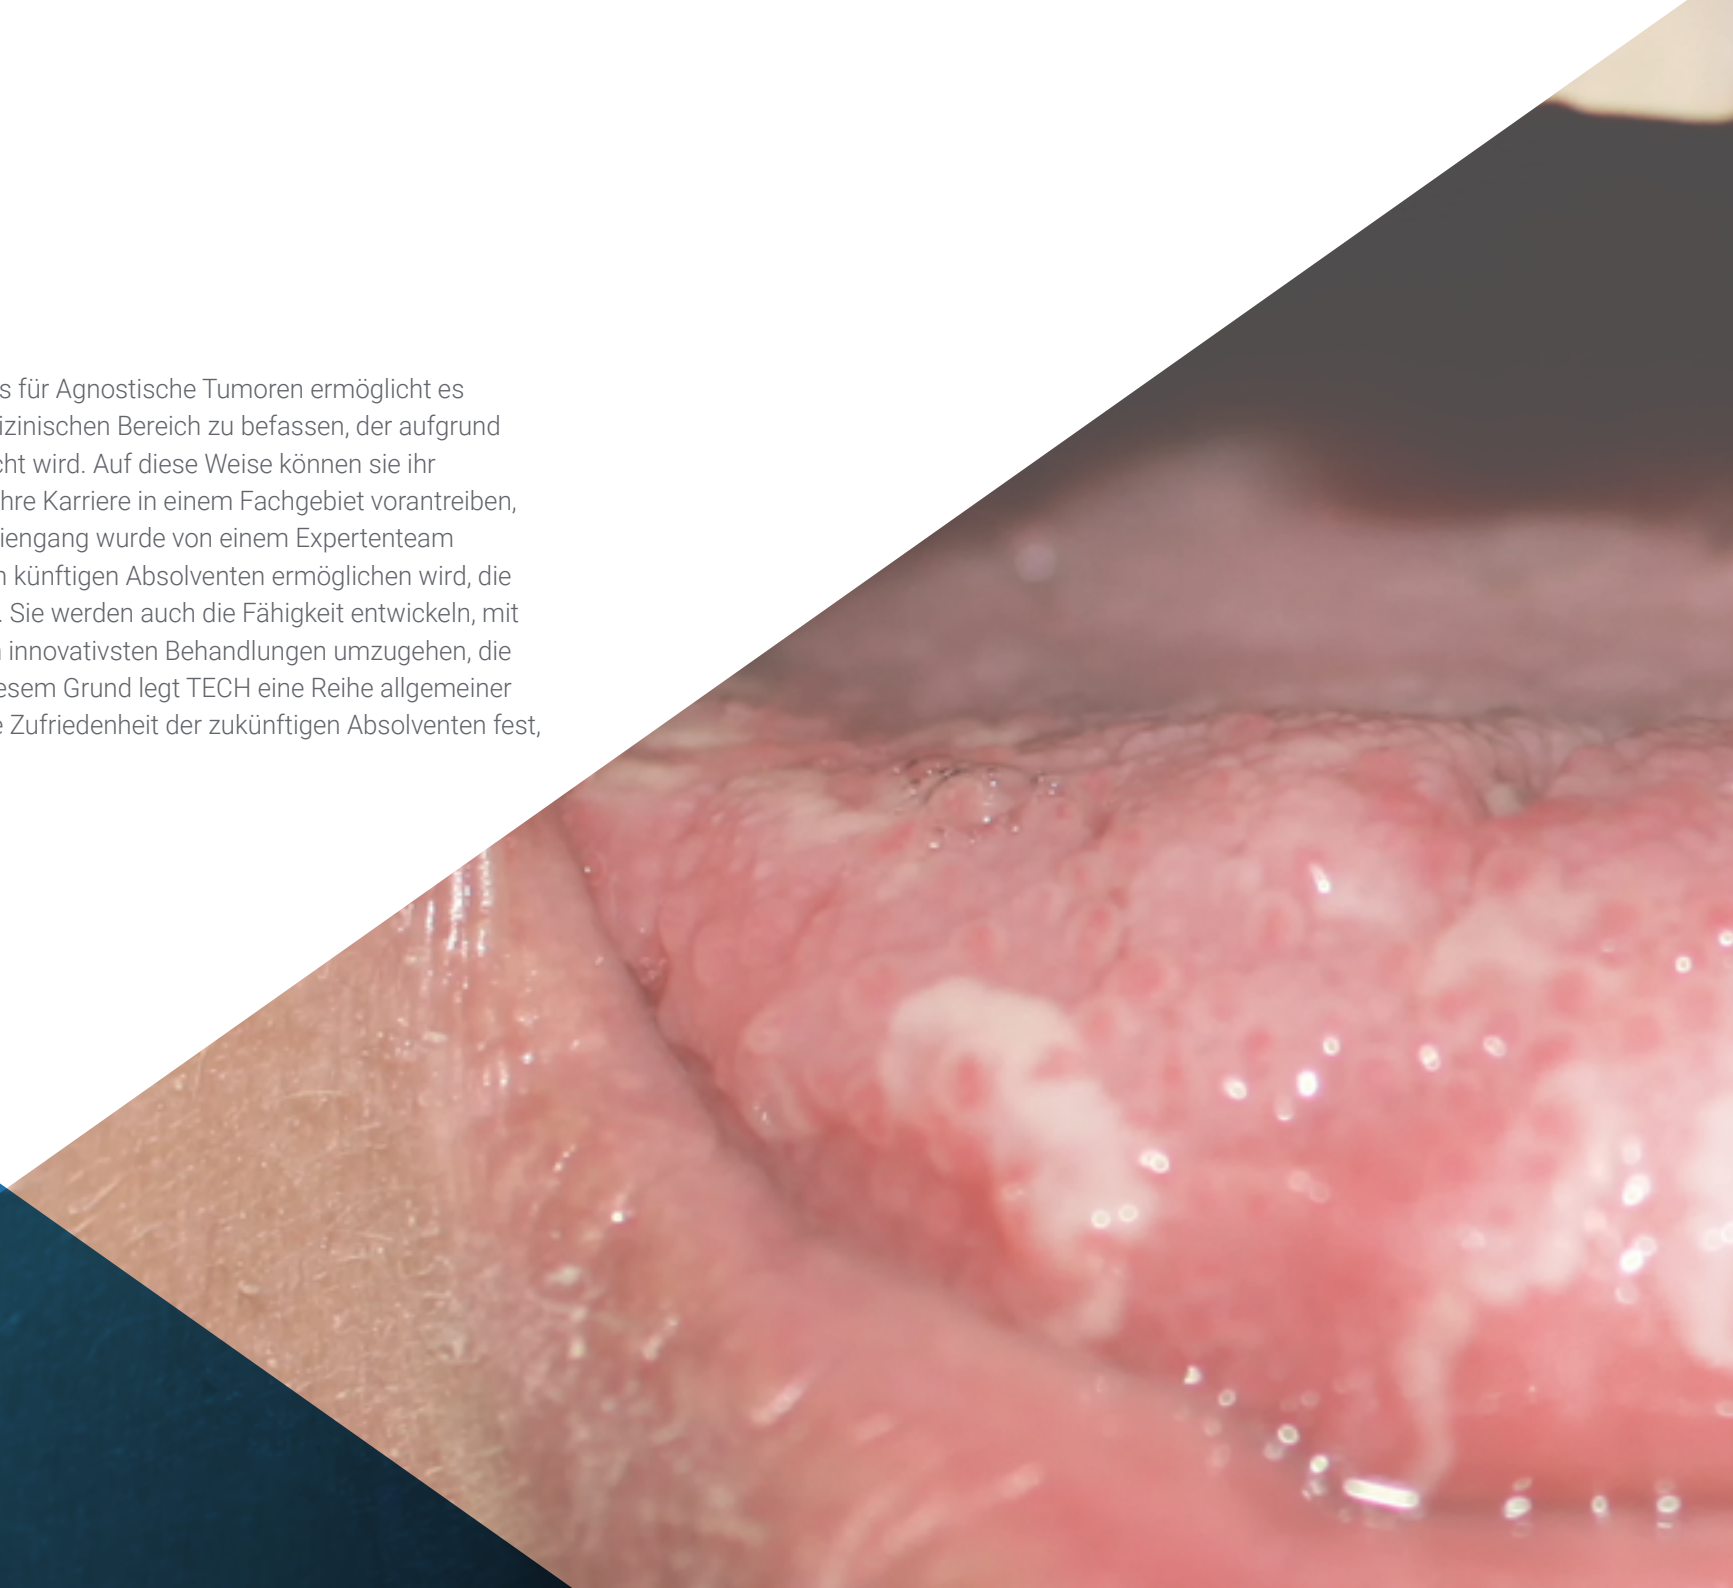 s für Agnostische Tumoren ermöglicht es
izinischen Bereich zu befassen, der aufgrund
cht wird. Auf diese Weise können sie ihr
hre Karriere in einem Fachgebiet vorantreiben,
iengang wurde von einem Expertenteam
n künftigen Absolventen ermöglichen wird, die
. Sie werden auch die Fähigkeit entwickeln, mit
n innovativsten Behandlungen umzugehen, die
esem Grund legt TECH eine Reihe allgemeiner
e Zufriedenheit der zukünftigen Absolventen fest,